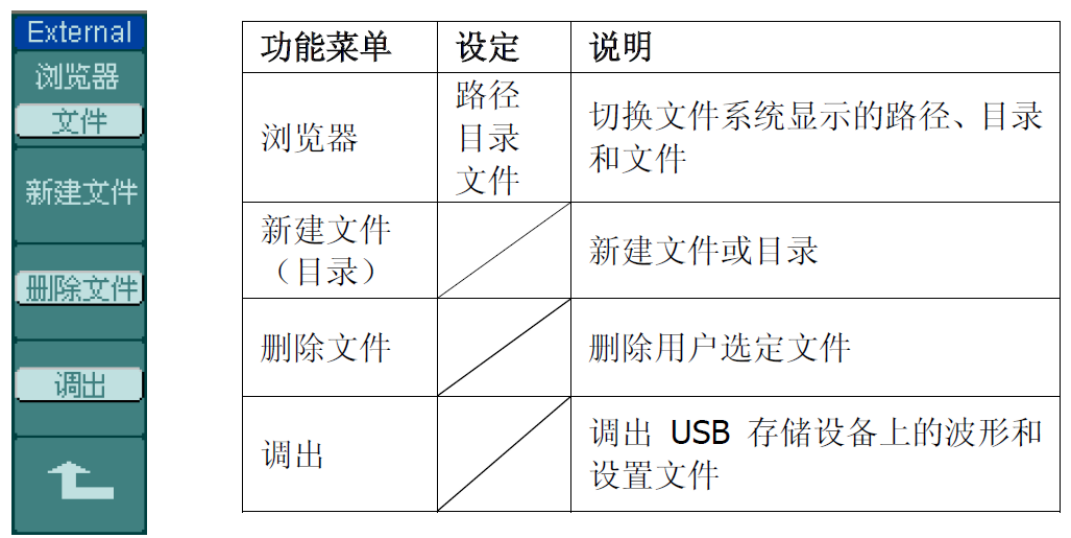 External
浏览器
文件
新建文件
删除文件
调出
功能菜单 设定 说明
浏览器
路径
目录
文件
切换文件系统显示的路径、目录
和文件
新建文件
（目录）
新建文件或目录
删除文件
删除用户选定文件
调出
调出 USB 存储设备上的波形和
设置文件